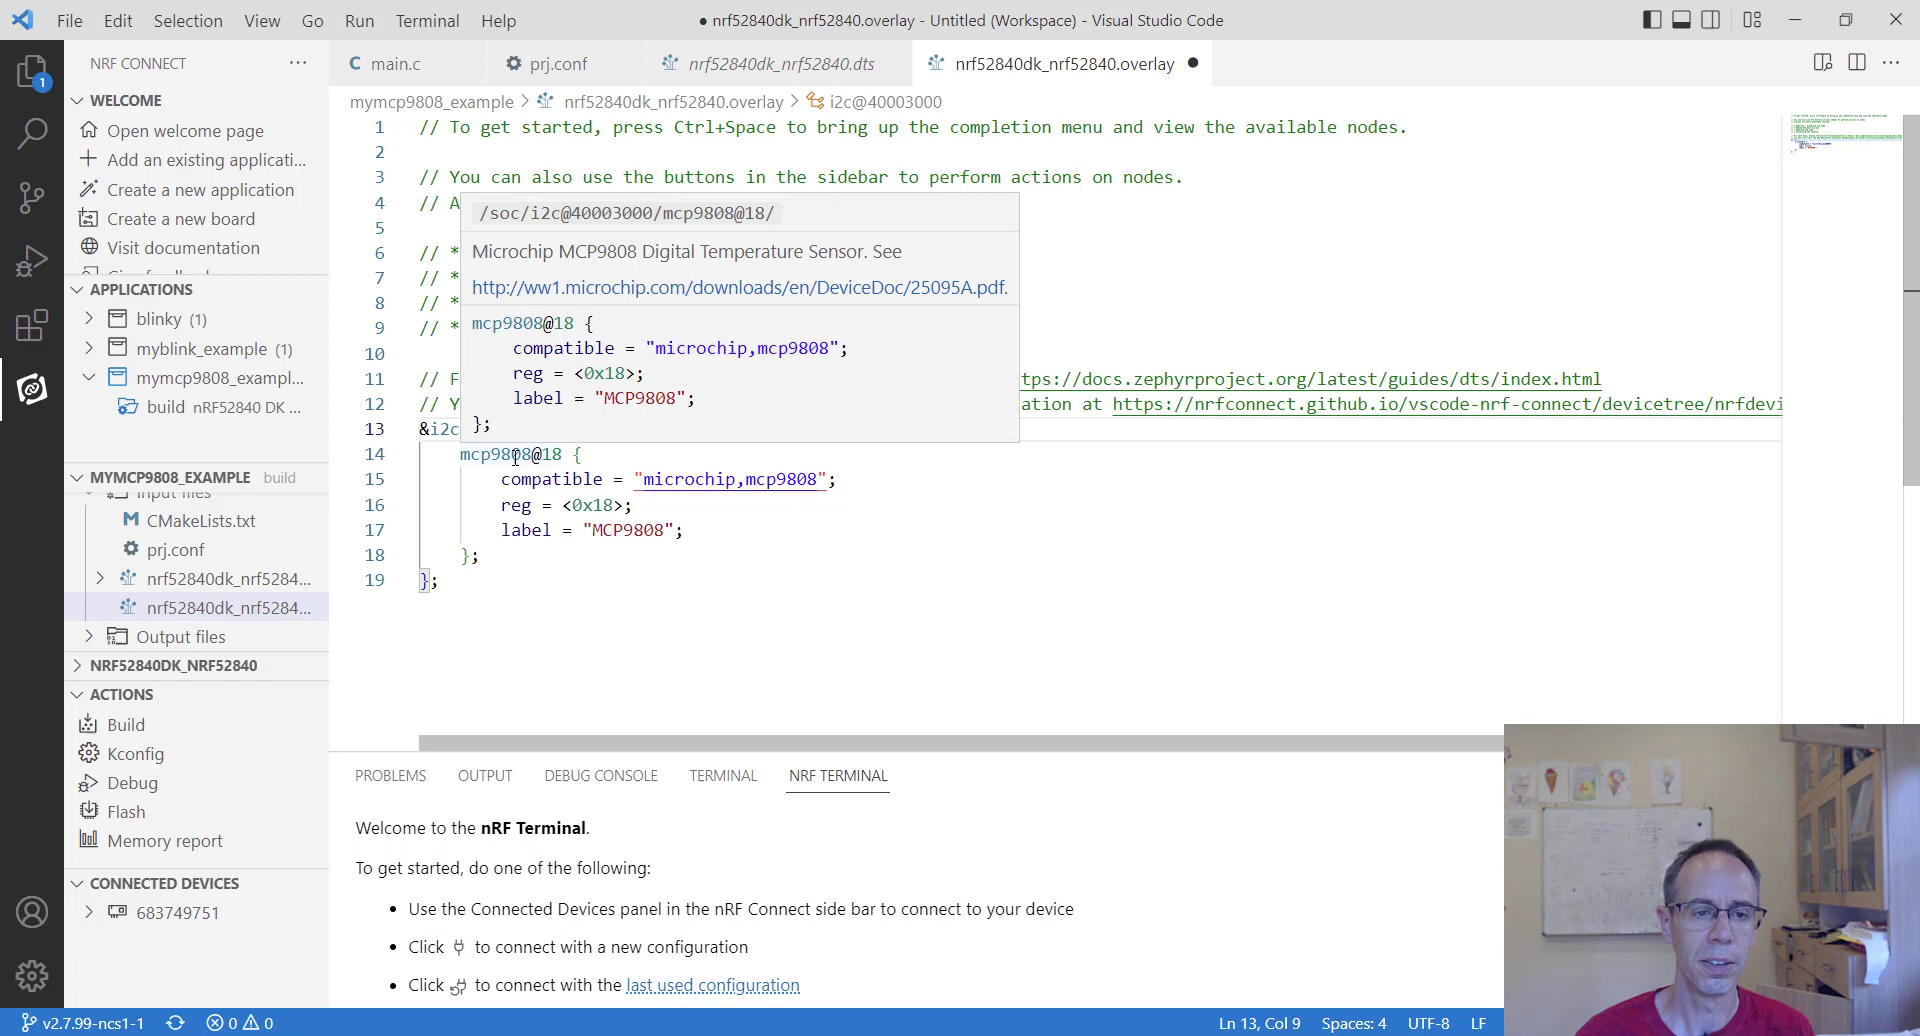 File Edit Selection View Go Run Terminal Help
● nrf52840dk_nrf52840.overlay - Untitled (Workspace) - Visual Studio Code
NRF CONNECT
main.c
prj.conf
nrf52840dk_nrf52840.dts
nrf52840dk_nrf52840.overlay
1
WELCOME
Open welcome page
Add an existing applicati...
Create a new application
Create a new board
Visit documentation
APPLICATIONS
blinky (1)
myblink_example (1)
mymcp9808_exampl...
build nRF52840 DK ...
MYMCP9808_EXAMPLE build
Input files
CMakeLists.txt
prj.conf
nrf52840dk_nrf5284...
nrf52840dk_nrf5284...
Output files
NRF52840DK_NRF52840
ACTIONS
Build
Kconfig
Debug
Flash
Memory report
CONNECTED DEVICES
683749751
mymcp9808_example > nrf52840dk_nrf52840.overlay > i2c@40003000
1 // To get started, press Ctrl+Space to bring up the completion menu and view the available nodes.
2
3 // You can also use the buttons in the sidebar to perform actions on nodes.
4 // A
5
6 // *
7 // *
8 // *
9 // *
10
11 // F tps://docs.zephyrproject.org/latest/guides/dts/index.html
12 // Y ation at https://nrfconnect.github.io/vscode-nrf-connect/devicetree/nrfdevi
13 &i2c
/soc/i2c@40003000/mcp9808@18/
Microchip MCP9808 Digital Temperature Sensor. See
http://ww1.microchip.com/downloads/en/DeviceDoc/25095A.pdf.
mcp9808@18 {
compatible = "microchip,mcp9808";
reg = <0x18>;
label = "MCP9808";
};
14 mcp9808@18 {
15 compatible = "microchip,mcp9808";
16 reg = <0x18>;
17 label = "MCP9808";
18 };
19 };
PROBLEMS OUTPUT DEBUG CONSOLE TERMINAL NRF TERMINAL
Welcome to the nRF Terminal.
To get started, do one of the following:
• Use the Connected Devices panel in the nRF Connect side bar to connect to your device
• Click to connect with a new configuration
• Click to connect with the last used configuration
v2.7.99-ncs1-1 0 0
Ln 13, Col 9 Spaces: 4 UTF-8 LF